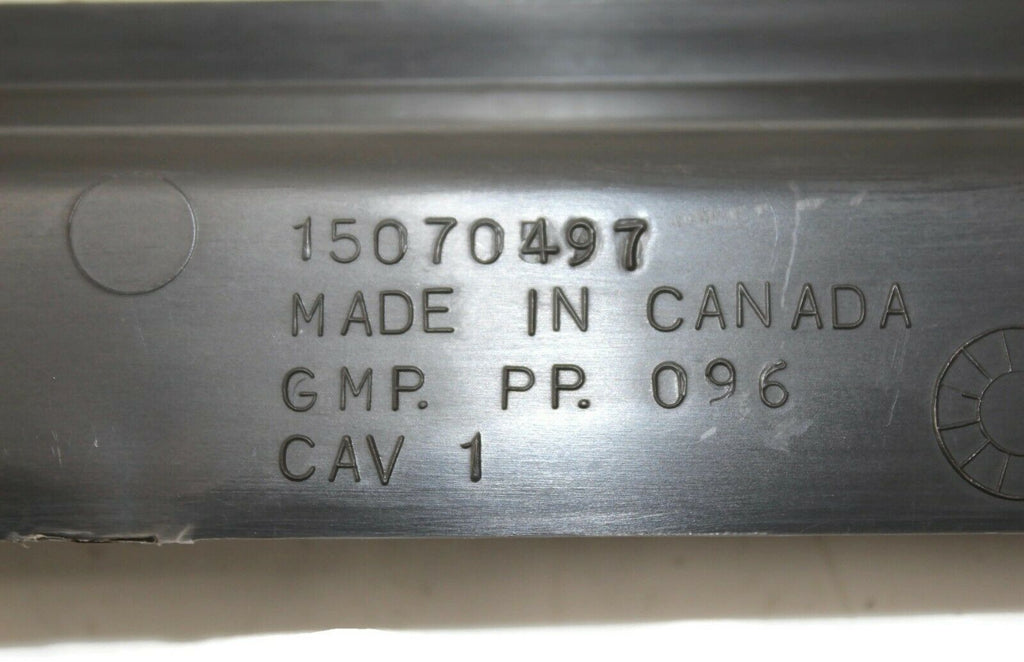 15070497
MADE IN CANADA
GMP. PP. 096
CAV 1